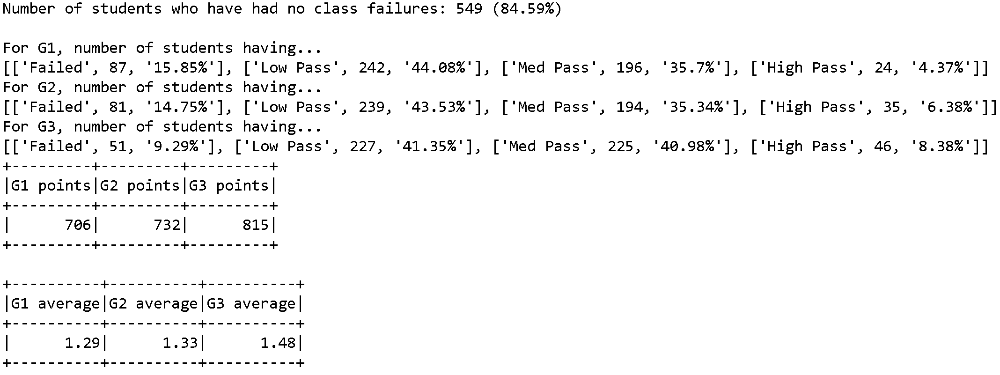 Number of students who have had no class failures: 549 (84.59%)
For G1, number of students having...
[['Failed', 87, '15.85%'], ['Low Pass', 242, '44.08%'], ['Med Pass', 196, '35.7%'], ['High Pass', 24, '4.37%']]
For G2, number of students having...
[['Failed', 81, '14.75%'], ['Low Pass', 239, '43.53%'], ['Med Pass', 194, '35.34%'], ['High Pass', 35, '6.38%']]
For G3, number of students having...
[['Failed', 51, '9.29%'], ['Low Pass', 227, '41.35%'], ['Med Pass', 225, '40.98%'], ['High Pass', 46, '8.38%']]
+---------+---------+---------+
|G1 points|G2 points|G3 points|
+---------+---------+---------+
|      706|      732|      815|
+---------+---------+---------+
+----------+----------+----------+
|G1 average|G2 average|G3 average|
+----------+----------+----------+
|      1.29|      1.33|      1.48|
+----------+----------+----------+